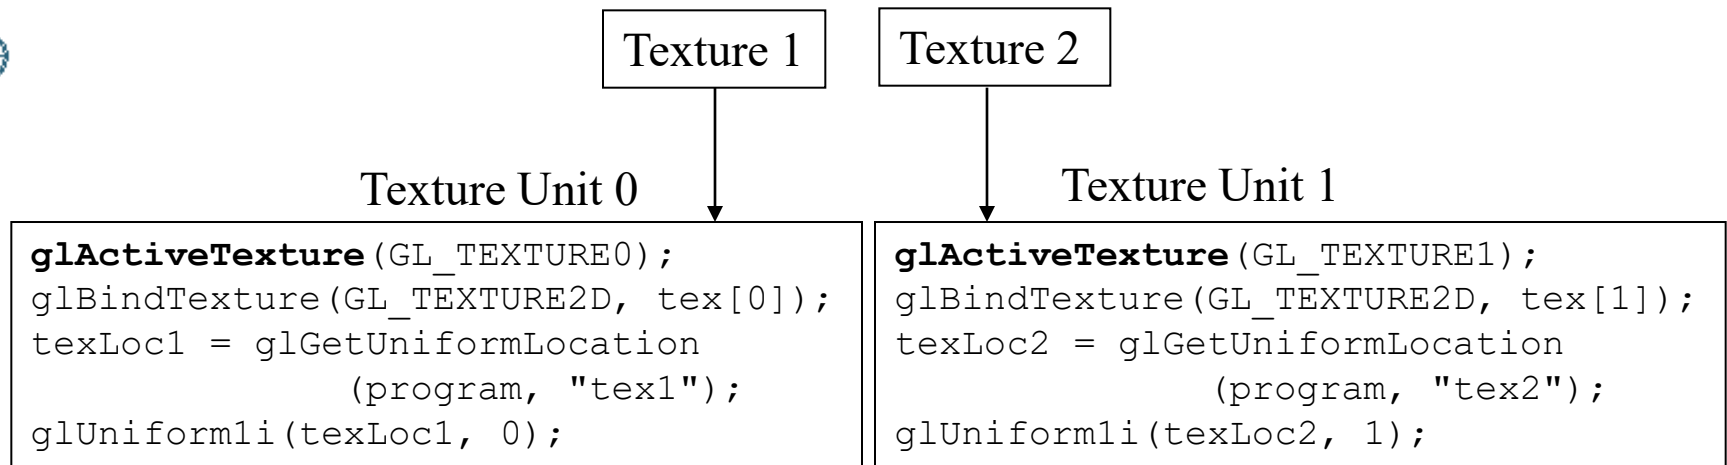 Texture 1
Texture 2
Texture Unit 0
Texture Unit 1
glActiveTexture(GL_TEXTURE0);
glBindTexture(GL_TEXTURE2D, tex[0]);
texLoc1 = glGetUniformLocation
(program, "tex1");
glUniform1i(texLoc1, 0);
glActiveTexture(GL_TEXTURE1);
glBindTexture(GL_TEXTURE2D, tex[1]);
texLoc2 = glGetUniformLocation
(program, "tex2");
glUniform1i(texLoc2, 1);